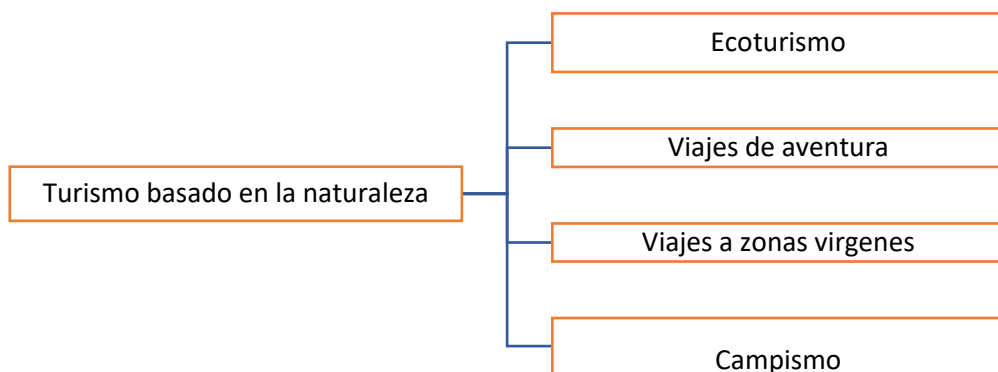 Turismo basado en la naturaleza
Ecoturismo
Viajes de aventura
Viajes a zonas virgenes
Campismo